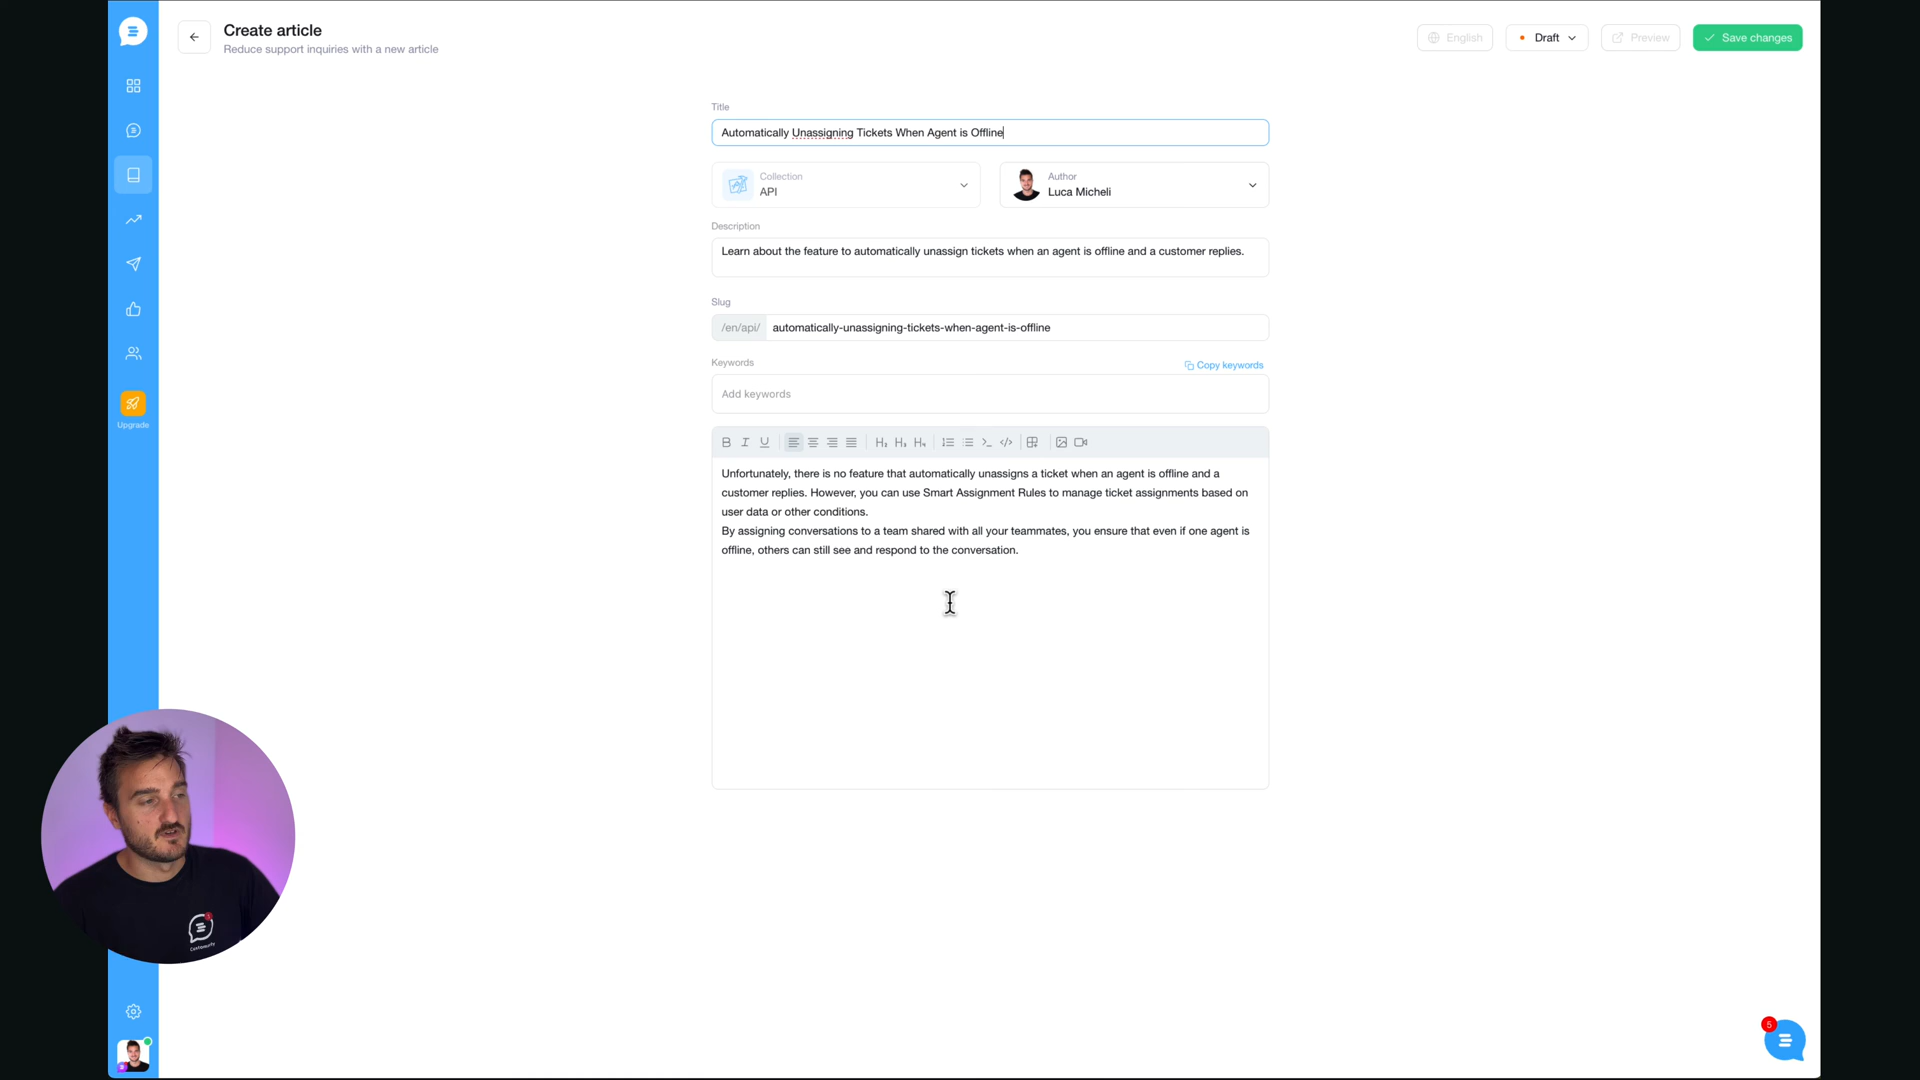 Create article
Reduce support inquiries with a new article
English
Draft
Preview
Save changes
Title
Automatically Unassigning Tickets When Agent is Offline
Collection
API
Author
Luca Micheli
Description
Learn about the feature to automatically unassign tickets when an agent is offline and a customer replies.
Slug
/en/api/ automatically-unassigning-tickets-when-agent-is-offline
Keywords
Copy keywords
Add keywords
B I U H₂ H₃ H₄
Unfortunately, there is no feature that automatically unassigns a ticket when an agent is offline and a
customer replies. However, you can use Smart Assignment Rules to manage ticket assignments based on
user data or other conditions.
By assigning conversations to a team shared with all your teammates, you ensure that even if one agent is
offline, others can still see and respond to the conversation.
Upgrade
Customerly
5